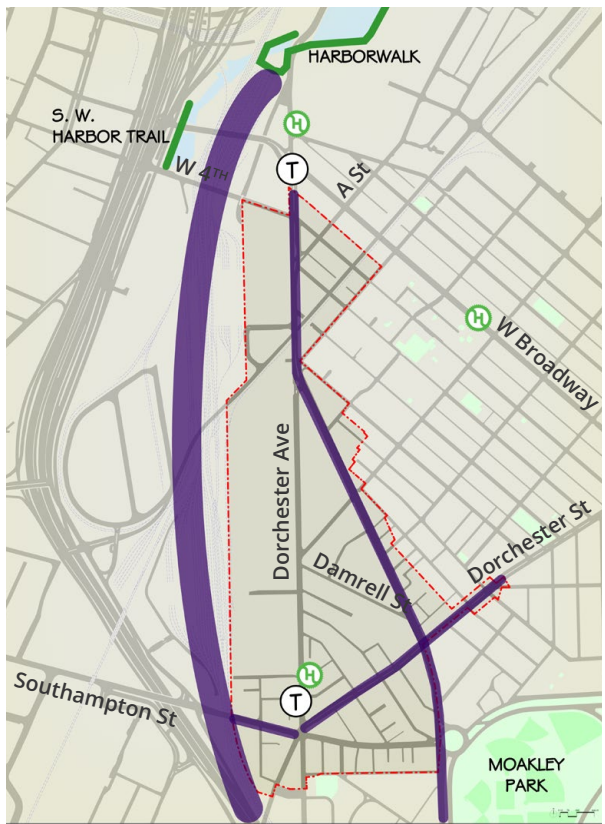 HARBORWALK
S. W.
HARBOR TRAIL
H
T
W 4TH
A St
H
W Broadway
Dorchester Ave
Dorchester St
Damrell St
H
T
Southampton St
MOAKLEY
PARK